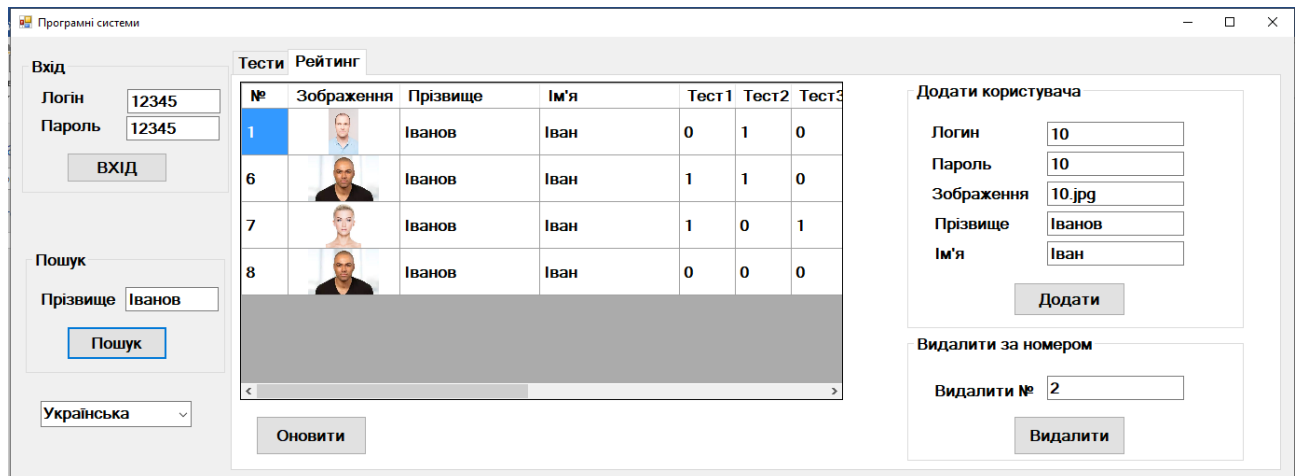 Програмні системи
Вхід
Логін 12345
Пароль 12345
ВХІД
Пошук
Прізвище Іванов
Пошук
Українська
Тести Рейтинг
№ Зображення Прізвище Ім'я Тест1 Тест2 Тест3
1 Іванов Іван 0 1 0
6 Іванов Іван 1 1 0
7 Іванов Іван 1 0 1
8 Іванов Іван 0 0 0
Оновити
Додати користувача
Логин 10
Пароль 10
Зображення 10.jpg
Прізвище Іванов
Ім'я Іван
Додати
Видалити за номером
Видалити № 2
Видалити